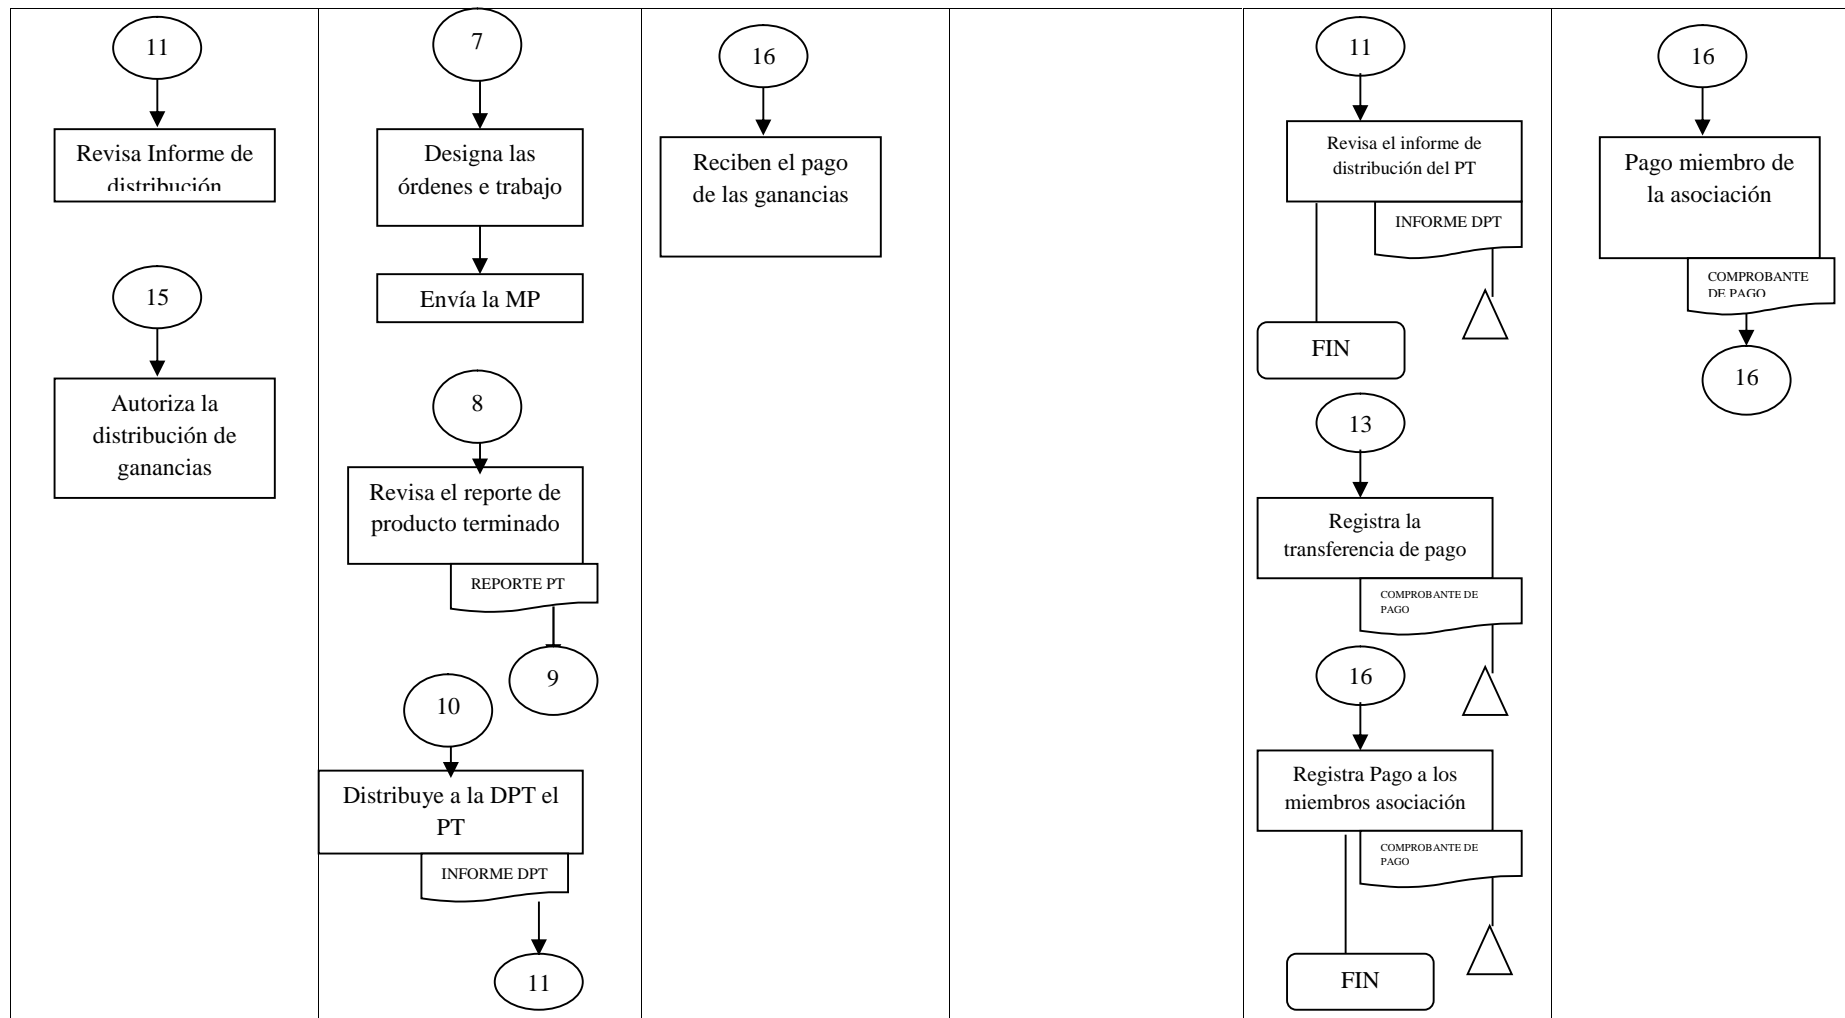 11
Revisa Informe de
distribución
15
Autoriza la
distribución de
ganancias
7
Designa las
órdenes e trabajo
Envía la MP
8
Revisa el reporte de
producto terminado
REPORTE PT
9
10
Distribuye a la DPT el
PT
INFORME DPT
11
16
Reciben el pago
de las ganancias
11
Revisa el informe de
distribución del PT
INFORME DPT
FIN
13
Registra la
transferencia de pago
COMPROBANTE DE
PAGO
16
Registra Pago a los
miembros asociación
COMPROBANTE DE
PAGO
FIN
16
Pago miembro de
la asociación
COMPROBANTE
DE PAGO
16